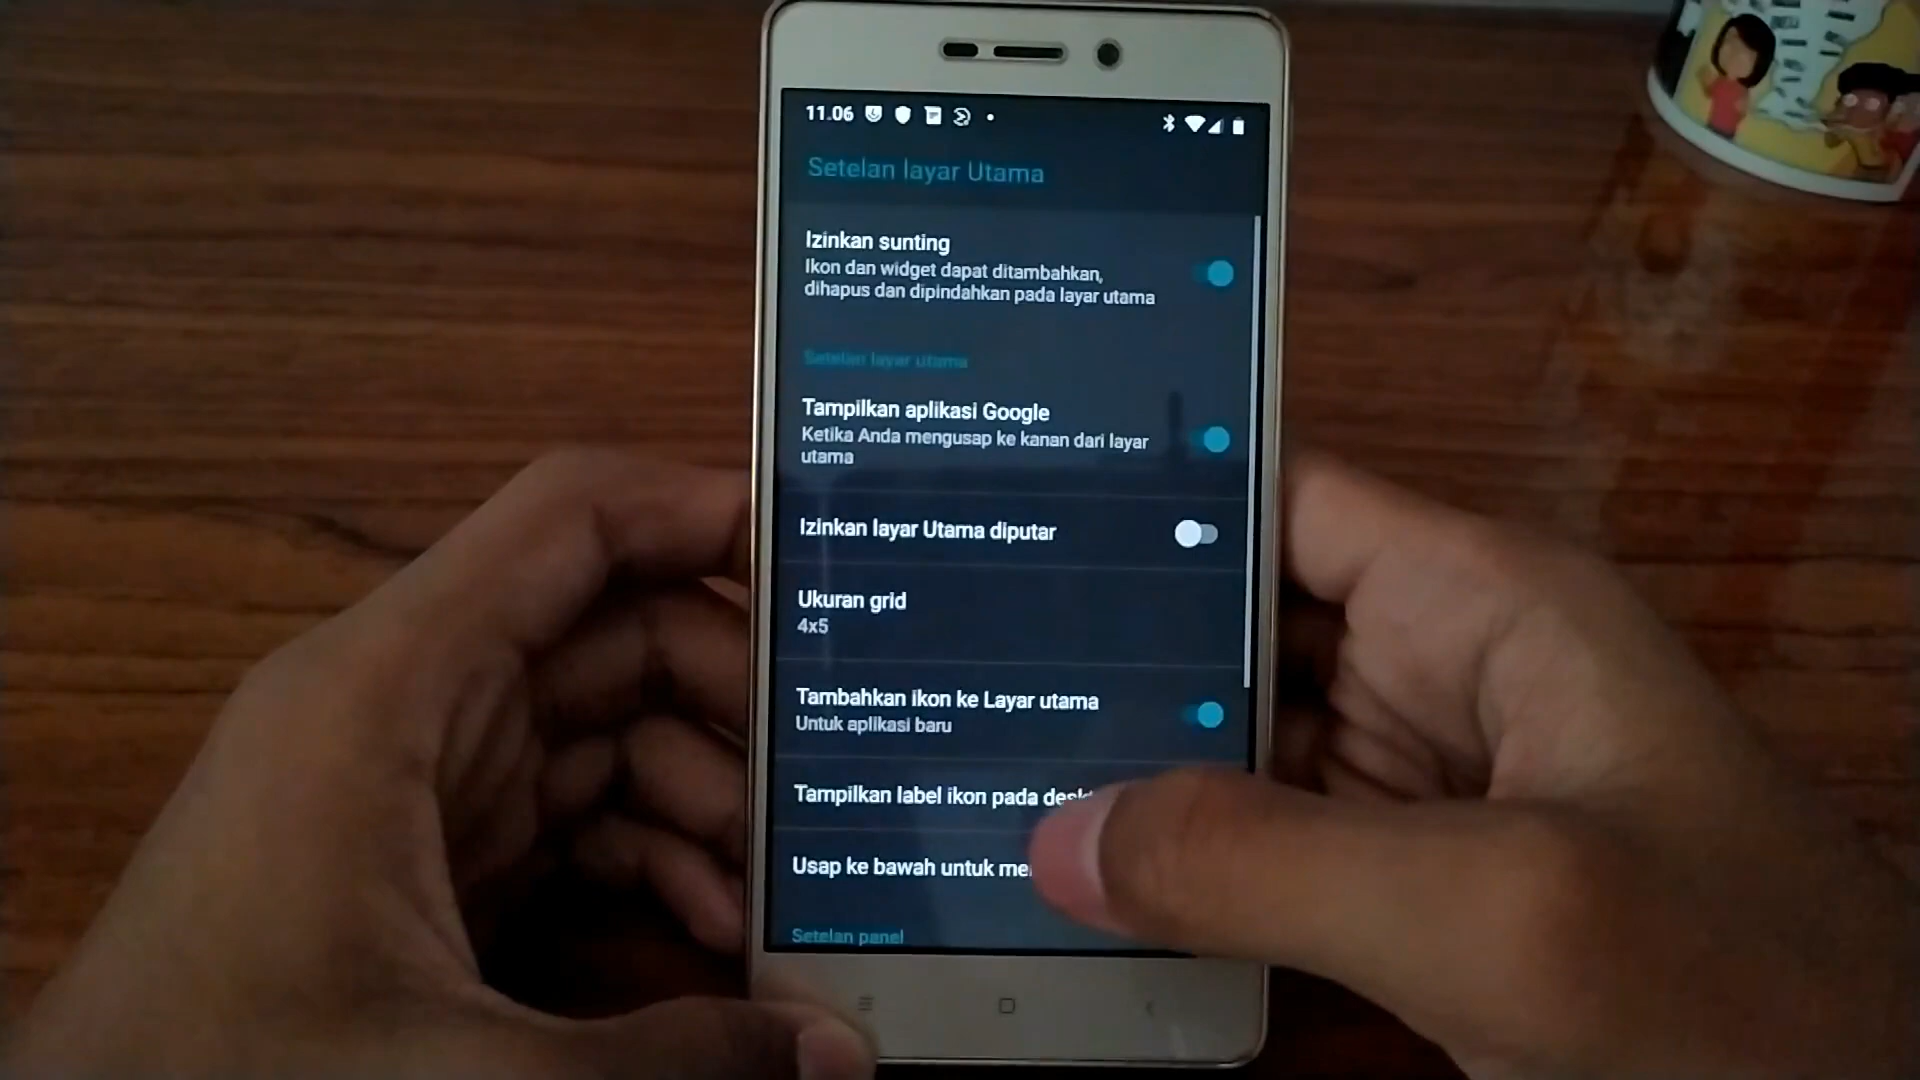 11.06
Setelan layar Utama
Izinkan sunting
Ikon dan widget dapat ditambahkan,
dihapus dan dipindahkan pada layar utama
Setelan layar utama
Tampilkan aplikasi Google
Ketika Anda mengusap ke kanan dari layar
utama
Izinkan layar Utama diputar
Ukuran grid
4x5
Tambahkan ikon ke Layar utama
Untuk aplikasi baru
Tampilkan label ikon pada
Usap ke bawah untuk
Setelan panel